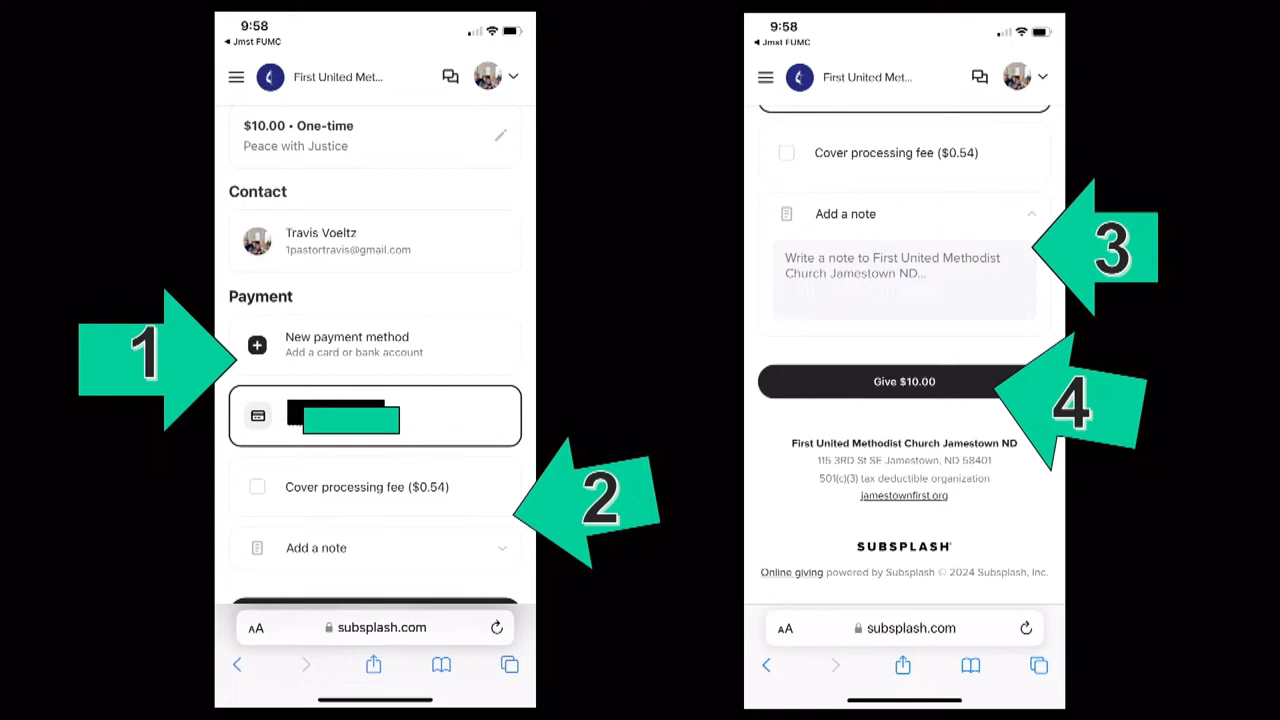 9:58
◀ Jmst FUMC
First United Met...
$10.00 • One-time
Peace with Justice
Contact
Travis Voeltz
1pastortravis@gmail.com
Payment
1
New payment method
Add a card or bank account
Cover processing fee ($0.54)
2
Add a note
AA
subsplash.com
9:58
◀ Jmst FUMC
First United Met...
Cover processing fee ($0.54)
Add a note
3
Write a note to First United Methodist
Church Jamestown ND...
Give $10.00
4
First United Methodist Church Jamestown ND
115 3RD St SE Jamestown, ND 58401
501(c)(3) tax deductible organization
jamestownfirst.org
SUBSPLASH
Online giving powered by Subsplash © 2024 Subsplash, Inc.
AA
subsplash.com